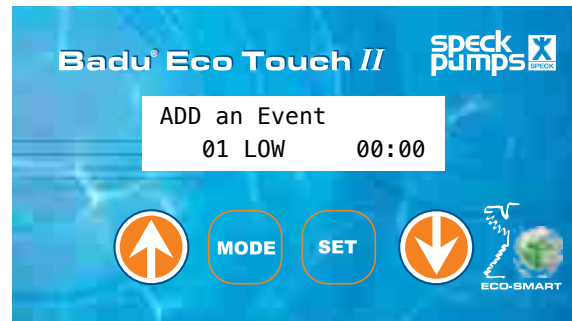 Badu® Eco Touch II
speck
pumps
SPECK
ADD an Event
01 LOW 00:00
MODE
SET
ECO-SMART